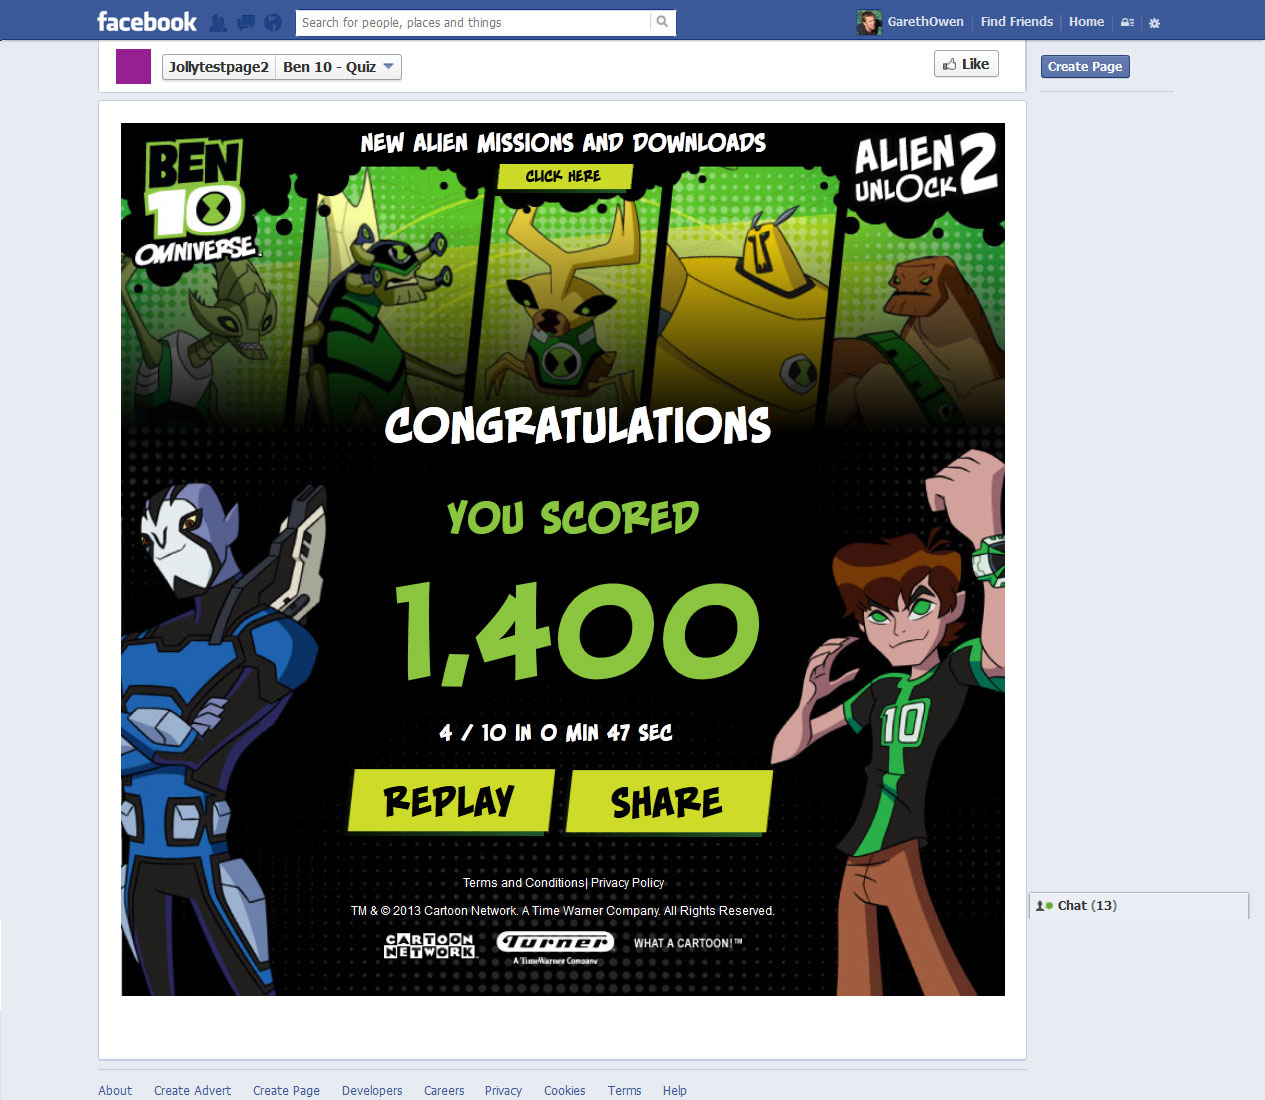 facebook
Search for people, places and things
GarethOwen
Find Friends
Home
Jollytestpage2
Ben 10 - Quiz
Like
Create Page
BEN
10
OMNIVERSE
NEW ALIEN MISSIONS AND DOWNLOADS
CLICK HERE
ALIEN 2
UNLOCK
CONGRATULATIONS
YOU SCORED
1,400
10
4 / 10 IN 0 MIN 47 SEC
REPLAY
SHARE
Terms and Conditions| Privacy Policy
TM & © 2013 Cartoon Network. A Time Warner Company. All Rights Reserved.
CARTOON
NETWORK
Turner
A TimeWarner Company
WHAT A CARTOON!™
Chat (13)
About
Create Advert
Create Page
Developers
Careers
Privacy
Cookies
Terms
Help